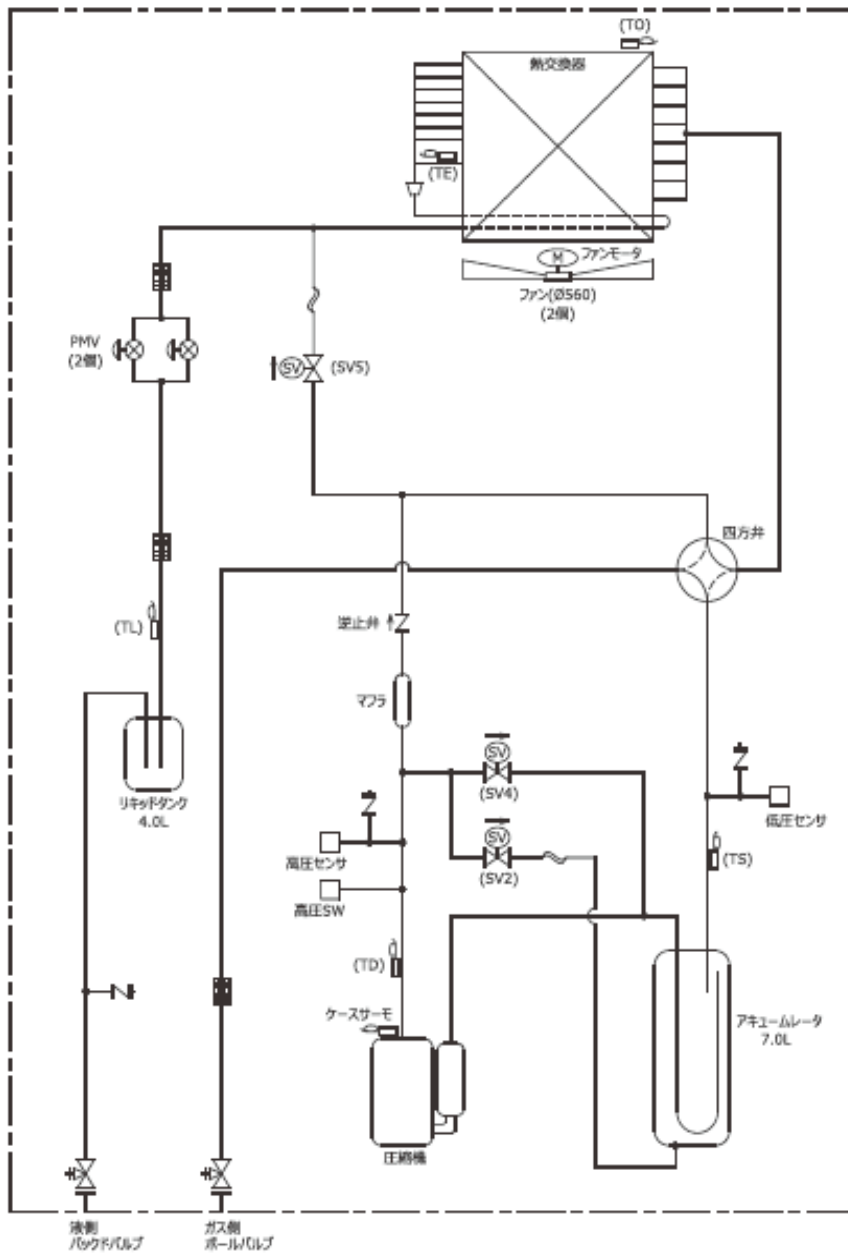 (TO)
熱交換器
(TE)
M
ファンモータ
ファン(Ø560)
(2個)
PMV
(2個)
SV
(SV5)
四方弁
(TL)
逆止弁
マフラ
SV
(SV4)
リキッドタンク
4.0L
低圧センサ
高圧センサ
SV
(SV2)
(TS)
高圧SW
(TD)
ケースサーモ
アキュームレータ
7.0L
圧縮機
液側
パックドバルブ
ガス側
ボールバルブ